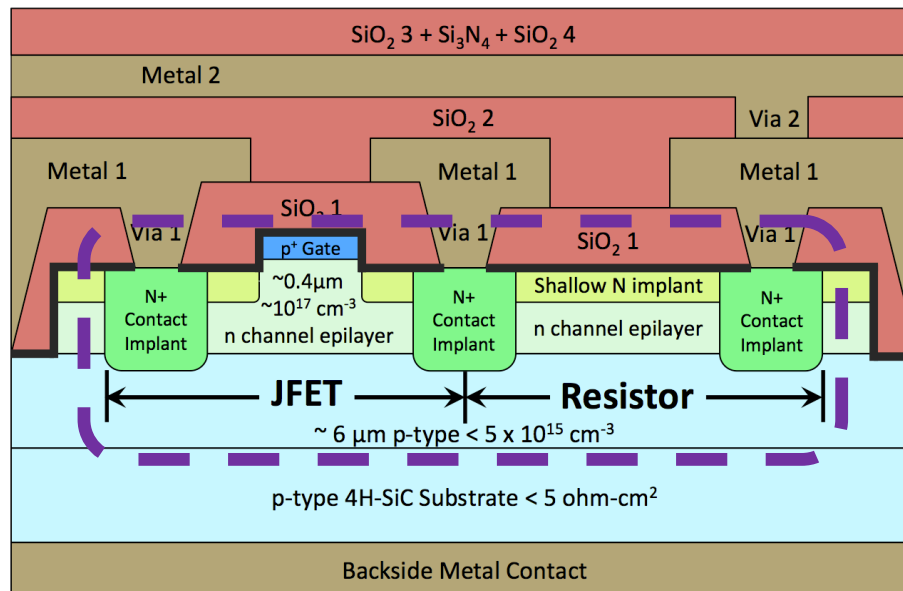 SiO₂ 3 + Si₃N₄ + SiO₂ 4
Metal 2
SiO₂ 2
Via 2
Metal 1
Metal 1
Metal 1
SiO₂ 1
Via 1
Via 1
SiO₂ 1
Via 1
p⁺ Gate
N+
Contact
Implant
~0.4µm
~10¹⁷ cm⁻³
n channel epilayer
N+
Contact
Implant
Shallow N implant
n channel epilayer
N+
Contact
Implant
JFET
Resistor
~ 6 µm p-type < 5 x 10¹⁵ cm⁻³
p-type 4H-SiC Substrate < 5 ohm-cm²
Backside Metal Contact